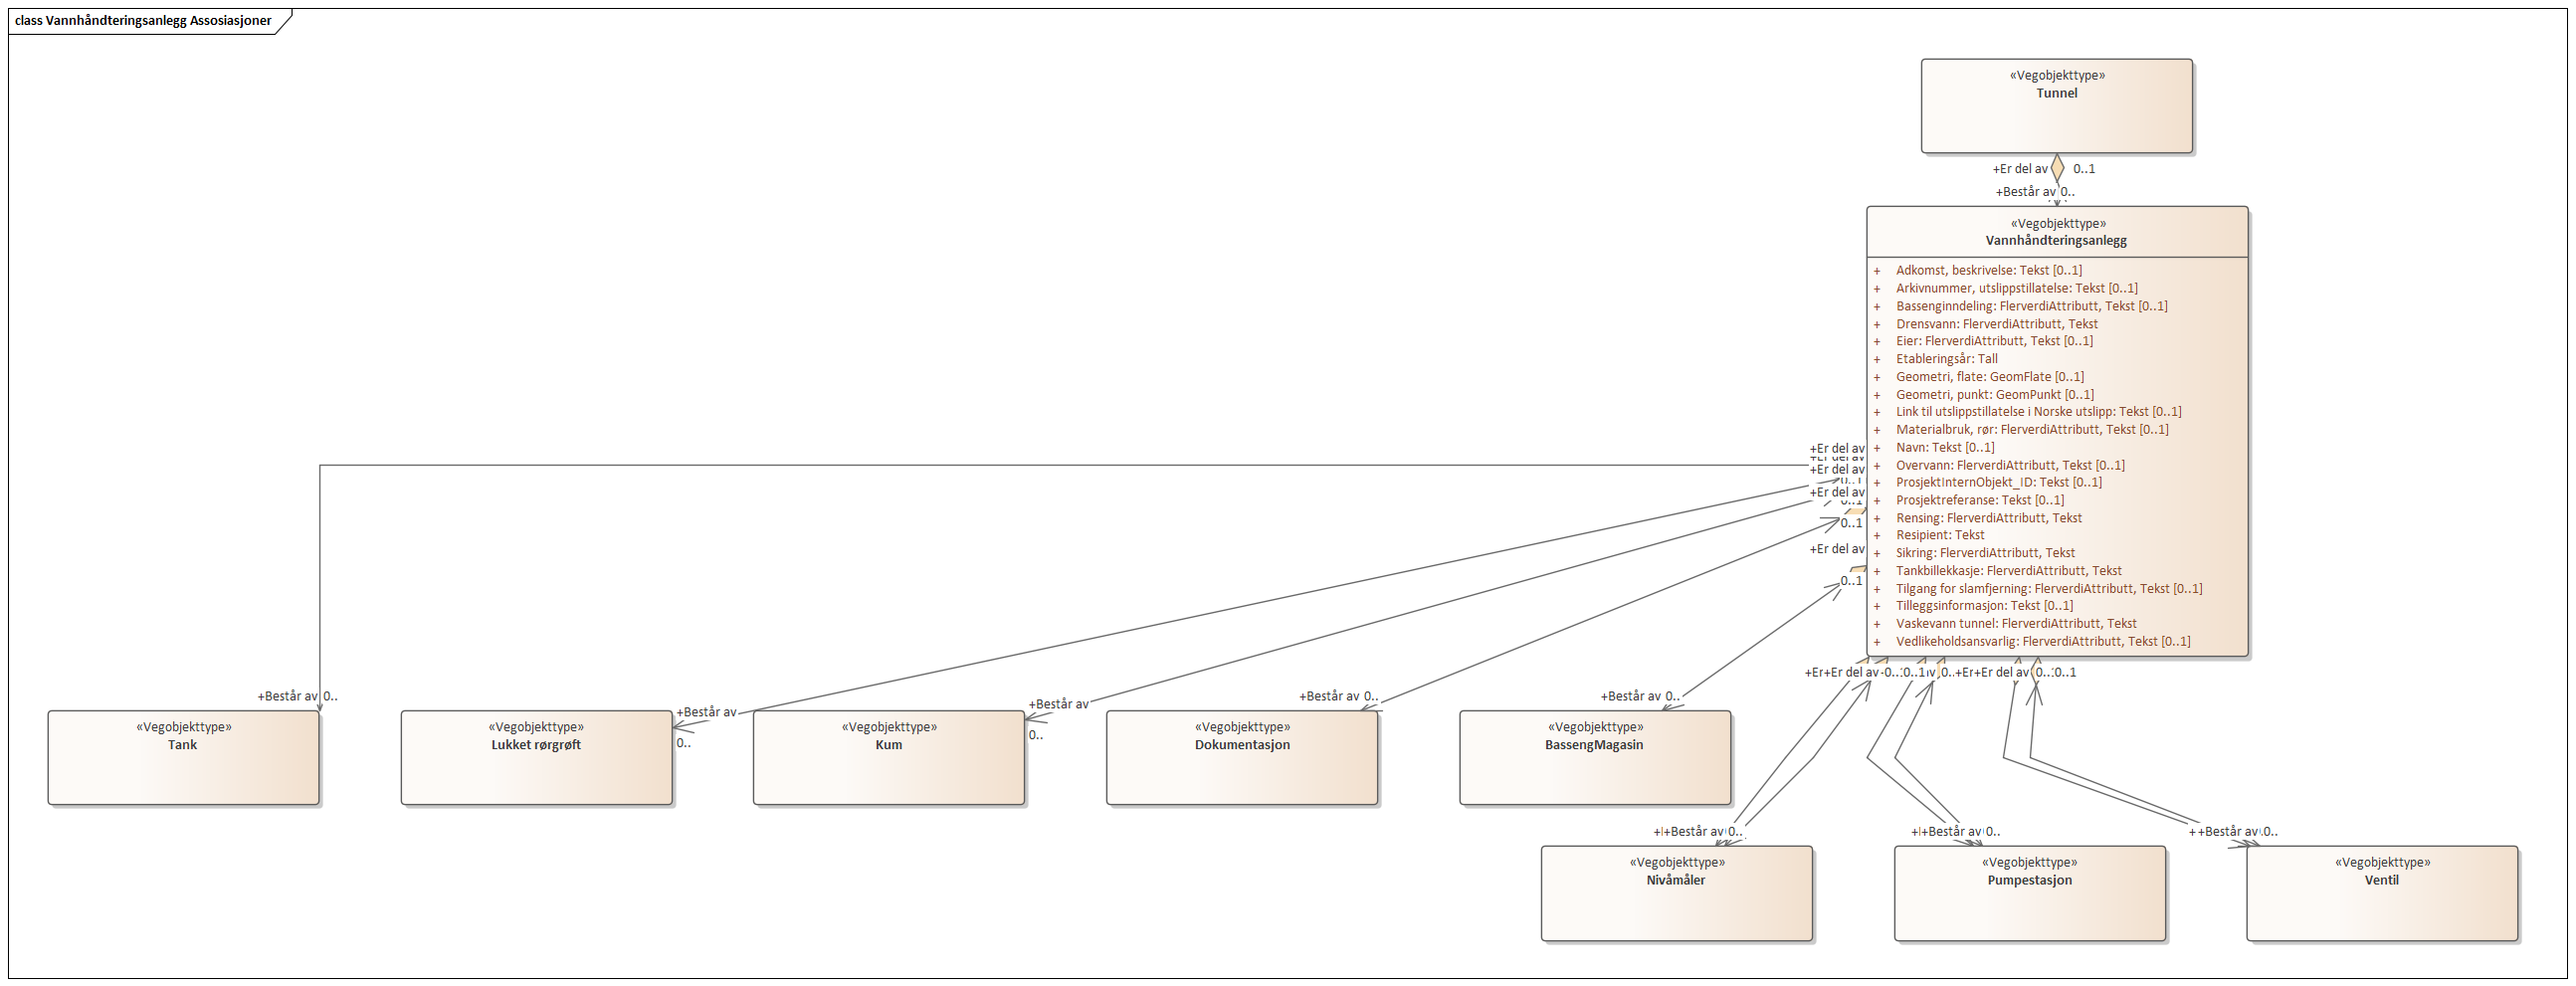 class Vannhåndteringsanlegg Assosiasjoner
«Vegobjekttype»
Tunnel
+Er del av 0..1
+Består av 0..
«Vegobjekttype»
Vannhåndteringsanlegg
+ Adkomst, beskrivelse: Tekst [0..1]
+ Arkivnummer, utslippstillatelse: Tekst [0..1]
+ Bassenginndeling: FlerverdiAttributt, Tekst [0..1]
+ Drensvann: FlerverdiAttributt, Tekst
+ Eier: FlerverdiAttributt, Tekst [0..1]
+ Etableringsår: Tall
+ Geometri, flate: GeomFlate [0..1]
+ Geometri, punkt: GeomPunkt [0..1]
+ Link til utslippstillatelse i Norske utslipp: Tekst [0..1]
+ Materialbruk, rør: FlerverdiAttributt, Tekst [0..1]
+ Navn: Tekst [0..1]
+ Overvann: FlerverdiAttributt, Tekst [0..1]
+ ProsjektInternObjekt_ID: Tekst [0..1]
+ Prosjektreferanse: Tekst [0..1]
+ Rensing: FlerverdiAttributt, Tekst
+ Resipient: Tekst
+ Sikring: FlerverdiAttributt, Tekst
+ Tankbillekkasje: FlerverdiAttributt, Tekst
+ Tilgang for slamfjerning: FlerverdiAttributt, Tekst [0..1]
+ Tilleggsinformasjon: Tekst [0..1]
+ Vaskevann tunnel: FlerverdiAttributt, Tekst
+ Vedlikeholdsansvarlig: FlerverdiAttributt, Tekst [0..1]
+Er del av
+Er del av
+Er del av
0..1
+Er del av
0..1
+Er del av
+Er del av 0..1
+Består av 0..
+Består av
0..
+Består av
0..
+Består av 0..
+Består av 0..
«Vegobjekttype»
Tank
«Vegobjekttype»
Lukket rørgrøft
«Vegobjekttype»
Kum
«Vegobjekttype»
Dokumentasjon
«Vegobjekttype»
BassengMagasin
+Består av 0..
+Består av 0..
+Består av 0..
«Vegobjekttype»
Nivåmåler
«Vegobjekttype»
Pumpestasjon
«Vegobjekttype»
Ventil